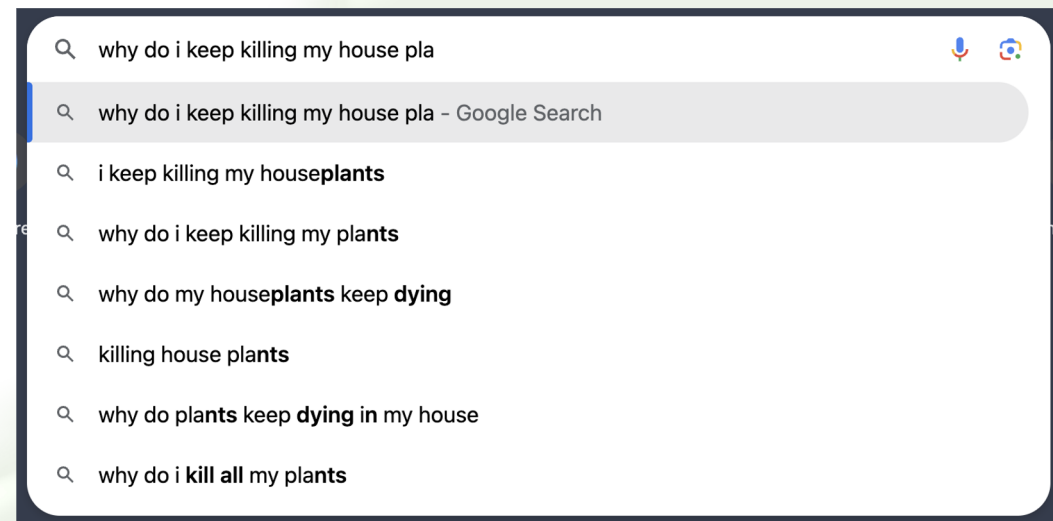 why do i keep killing my house pla
why do i keep killing my house pla - Google Search
i keep killing my houseplants
why do i keep killing my plants
why do my houseplants keep dying
killing house plants
why do plants keep dying in my house
why do i kill all my plants